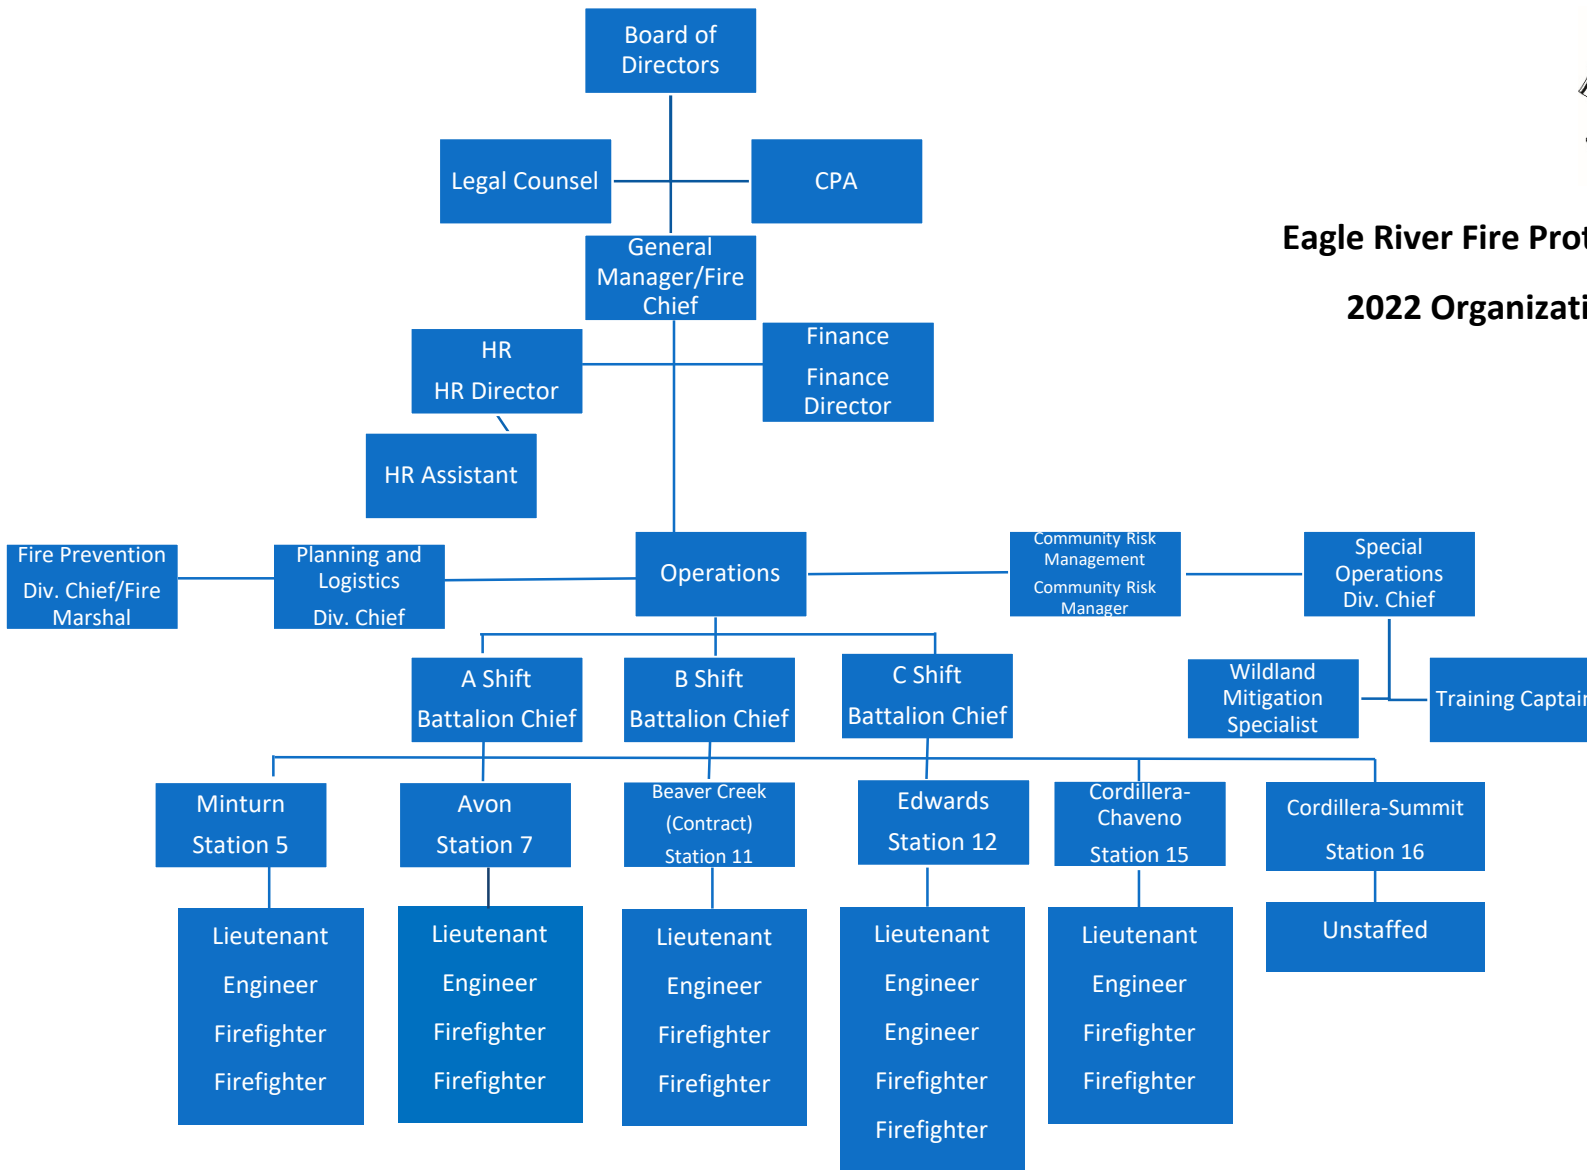 Board of
Directors
Legal Counsel
CPA
Eagle River Fire Prot
2022 Organizati
General
Manager/Fire
Chief
HR
HR Director
Finance
Finance
Director
HR Assistant
Fire Prevention
Div. Chief/Fire
Marshal
Planning and
Logistics
Div. Chief
Operations
Community Risk
Management
Community Risk
Manager
Special
Operations
Div. Chief
A Shift
Battalion Chief
B Shift
Battalion Chief
C Shift
Battalion Chief
Wildland
Mitigation
Specialist
Training Captain
Minturn
Station 5
Avon
Station 7
Beaver Creek
(Contract)
Station 11
Edwards
Station 12
Cordillera-
Chaveno
Station 15
Cordillera-Summit
Station 16
Lieutenant
Engineer
Firefighter
Firefighter
Lieutenant
Engineer
Firefighter
Firefighter
Lieutenant
Engineer
Firefighter
Firefighter
Lieutenant
Engineer
Engineer
Firefighter
Firefighter
Lieutenant
Engineer
Firefighter
Firefighter
Unstaffed